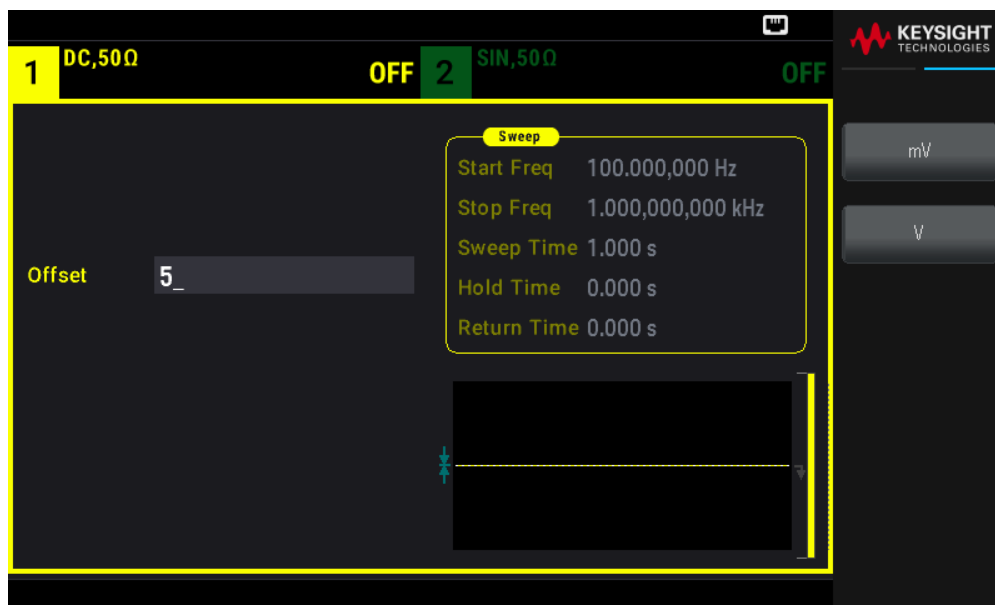 KEYSIGHT
TECHNOLOGIES
1 DC,50Ω OFF 2 SIN,50Ω OFF
Sweep
Start Freq 100.000,000 Hz
Stop Freq 1.000,000,000 kHz
Sweep Time 1.000 s
Hold Time 0.000 s
Return Time 0.000 s
Offset 5_
mV
V